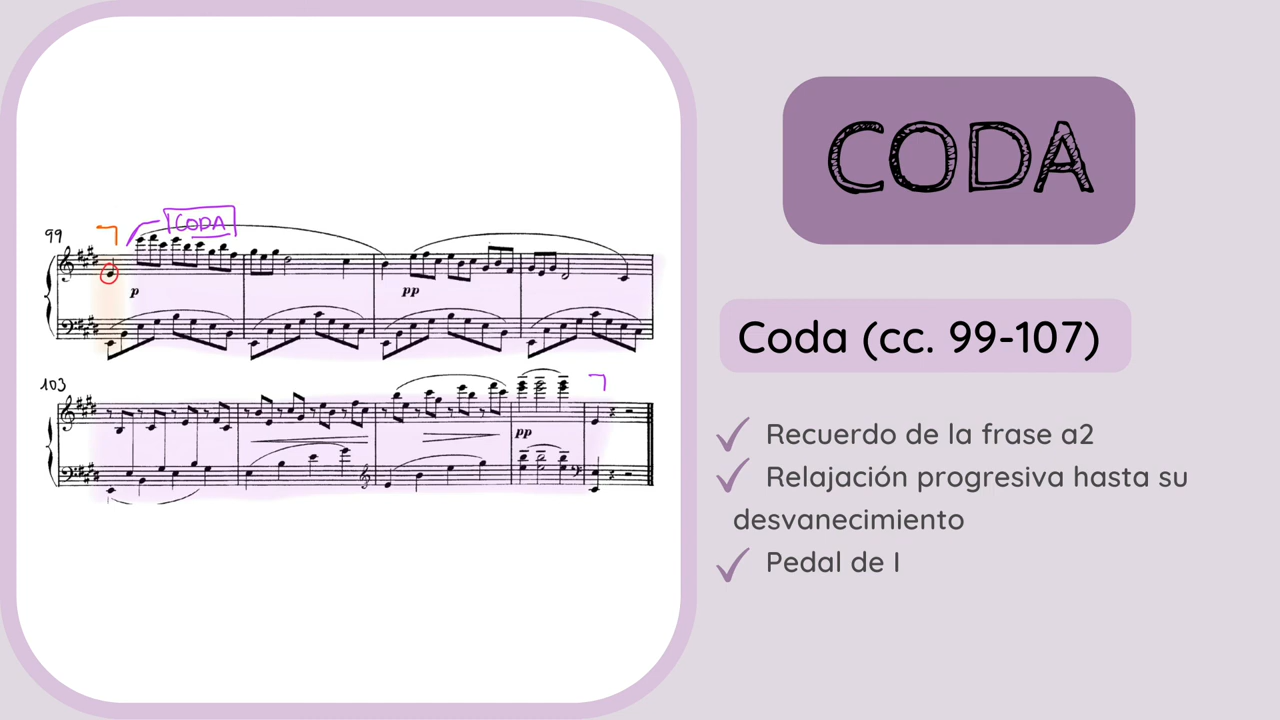 99
CODA
p
pp
103
pp
CODA
Coda (cc. 99-107)
Recuerdo de la frase a2
Relajación progresiva hasta su
desvanecimiento
Pedal de I